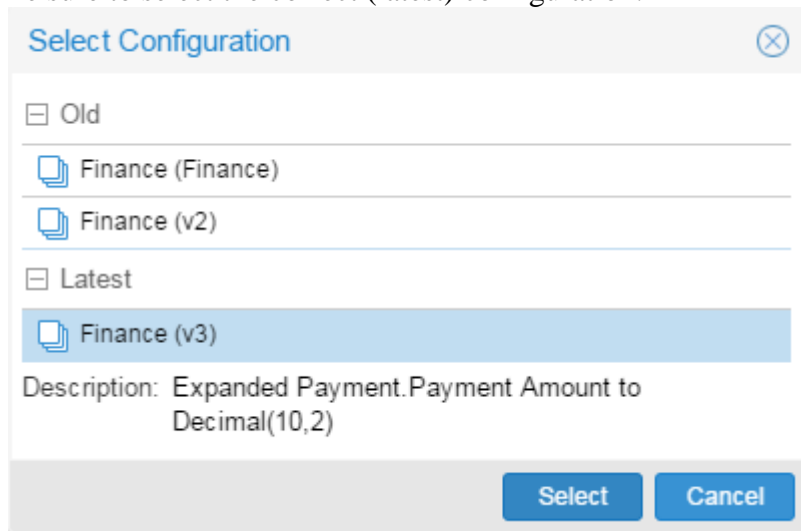 Select Configuration
Old
Finance (Finance)
Finance (v2)
Latest
Finance (v3)
Description: Expanded Payment.Payment Amount to
Decimal(10,2)
Select Cancel